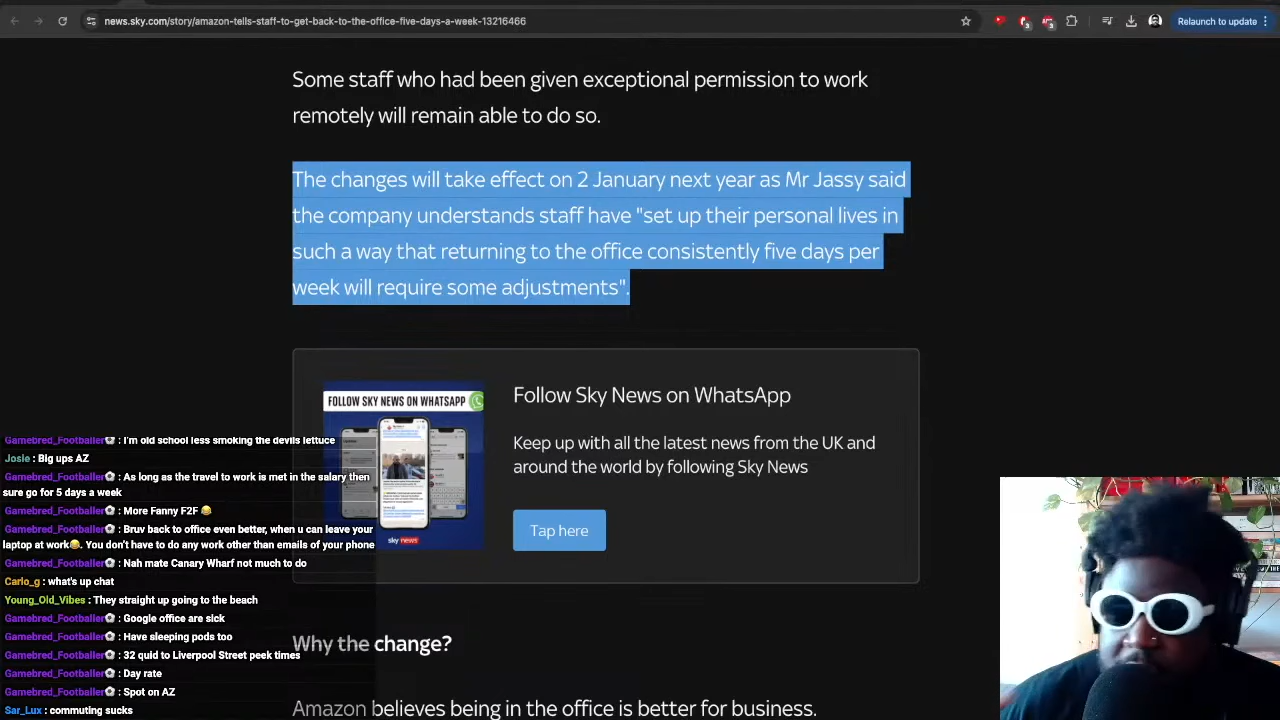 news.sky.com/story/amazon-tells-staff-to-get-back-to-the-office-five-days-a-week-13216466
Relaunch to update
Some staff who had been given exceptional permission to work
remotely will remain able to do so.
The changes will take effect on 2 January next year as Mr Jassy said
the company understands staff have "set up their personal lives in
such a way that returning to the office consistently five days per
week will require some adjustments".
FOLLOW SKY NEWS ON WHATSAPP
sky news
Follow Sky News on WhatsApp
Keep up with all the latest news from the UK and
around the world by following Sky News
Tap here
Why the change?
Amazon believes being in the office is better for business.
Gamebred_Footballer⚽ : school less smoking the devils lettuce
Josie : Big ups AZ
Gamebred_Footballer⚽ : As long as the travel to work is met in the salary then
sure go for 5 days a week
Gamebred_Footballer⚽ : More Fanny F2F 😂
Gamebred_Footballer⚽ : Bruv back to office even better, when u can leave your
laptop at work😂. You don't have to do any work other than emails of your phone
Gamebred_Footballer⚽ : Nah mate Canary Wharf not much to do
Carlo_g : what's up chat
Young_Old_Vibes : They straight up going to the beach
Gamebred_Footballer⚽ : Google office are sick
Gamebred_Footballer⚽ : Have sleeping pods too
Gamebred_Footballer⚽ : 32 quid to Liverpool Street peek times
Gamebred_Footballer⚽ : Day rate
Gamebred_Footballer⚽ : Spot on AZ
Sar_Lux : commuting sucks